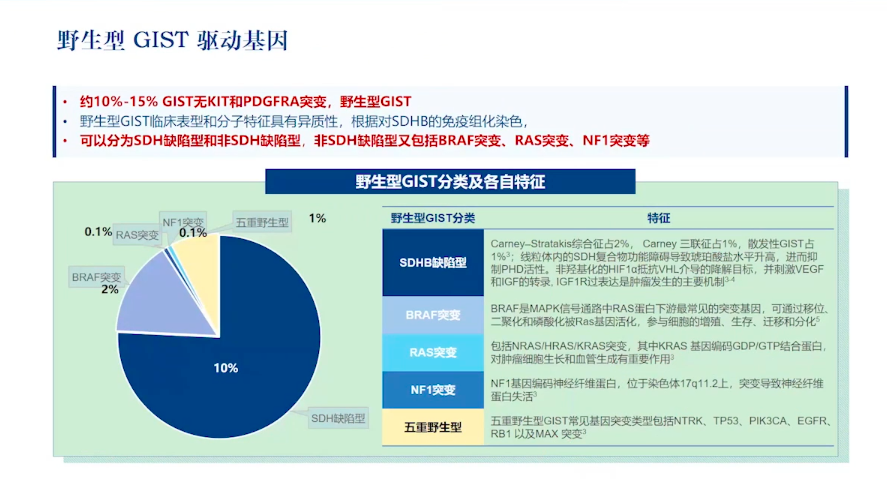 野生型 GIST 驱动基因
• 约10%-15% GIST无KIT和PDGFRA突变，野生型GIST
• 野生型GIST临床表型和分子特征具有异质性，根据对SDHB的免疫组化染色，
• 可以分为SDH缺陷型和非SDH缺陷型，非SDH缺陷型又包括BRAF突变、RAS突变、NF1突变等
野生型GIST分类及各自特征
1%
五重野生型
NF1突变
0.1%
RAS突变
0.1%
BRAF突变
2%
10%
SDH缺陷型
野生型GIST分类 特征
SDHB缺陷型
Carney–Stratakis综合征占2%， Carney 三联征占1%，散发性GIST占
1%³；线粒体内的SDH复合物功能障碍导致琥珀酸盐水平升高，进而抑
制PHD活性。非羟基化的HIF1α抵抗VHL介导的降解目标，并刺激VEGF
和IGF的转录. IGF1R过表达是肿瘤发生的主要机制³·⁴
BRAF突变
BRAF是MAPK信号通路中RAS蛋白下游最常见的突变基因，可通过移位、
二聚化和磷酸化被Ras基因活化，参与细胞的增殖、生存、迁移和分化⁵
RAS突变
包括NRAS/HRAS/KRAS突变，其中KRAS 基因编码GDP/GTP结合蛋白，
对肿瘤细胞生长和血管生成有重要作用³
NF1突变
NF1基因编码神经纤维蛋白，位于染色体17q11.2上，突变导致神经纤维
蛋白失活³
五重野生型
五重野生型GIST常见基因突变类型包括NTRK、TP53、PIK3CA、EGFR、
RB1 以及MAX 突变³